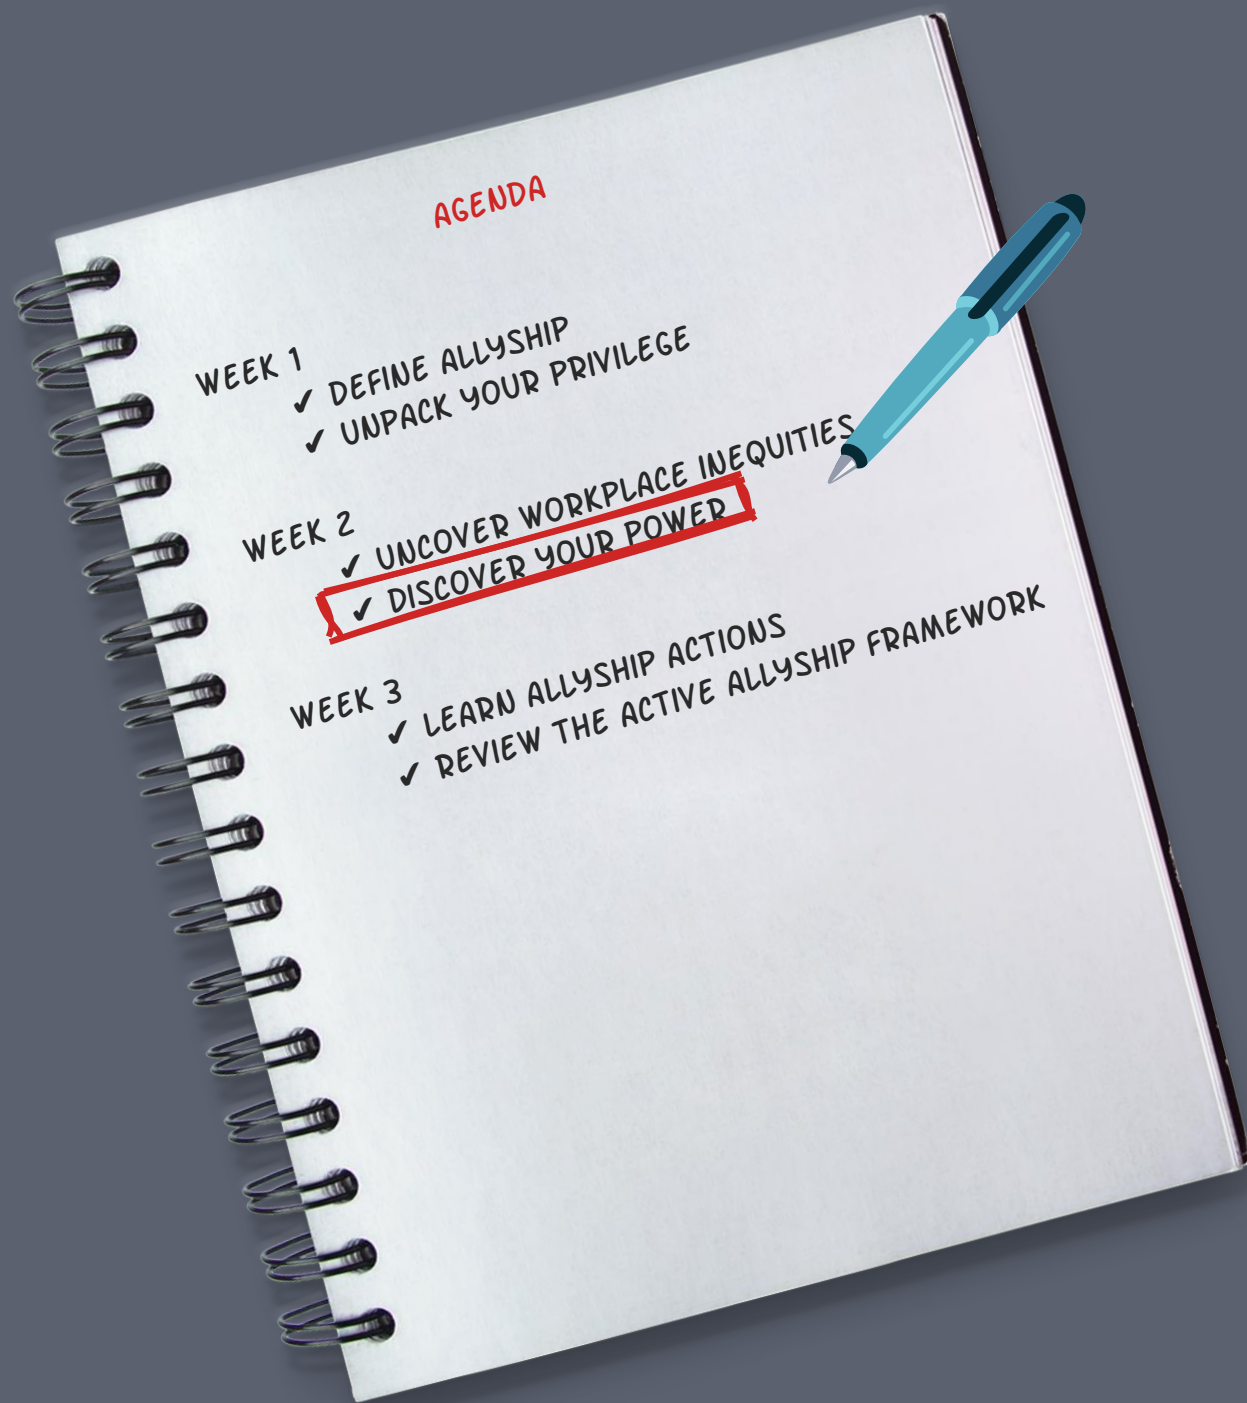 AGENDA
WEEK 1
✔ DEFINE ALLYSHIP
✔ UNPACK YOUR PRIVILEGE
WEEK 2
✔ UNCOVER WORKPLACE INEQUITIES
✔ DISCOVER YOUR POWER
WEEK 3
✔ LEARN ALLYSHIP ACTIONS
✔ REVIEW THE ACTIVE ALLYSHIP FRAMEWORK